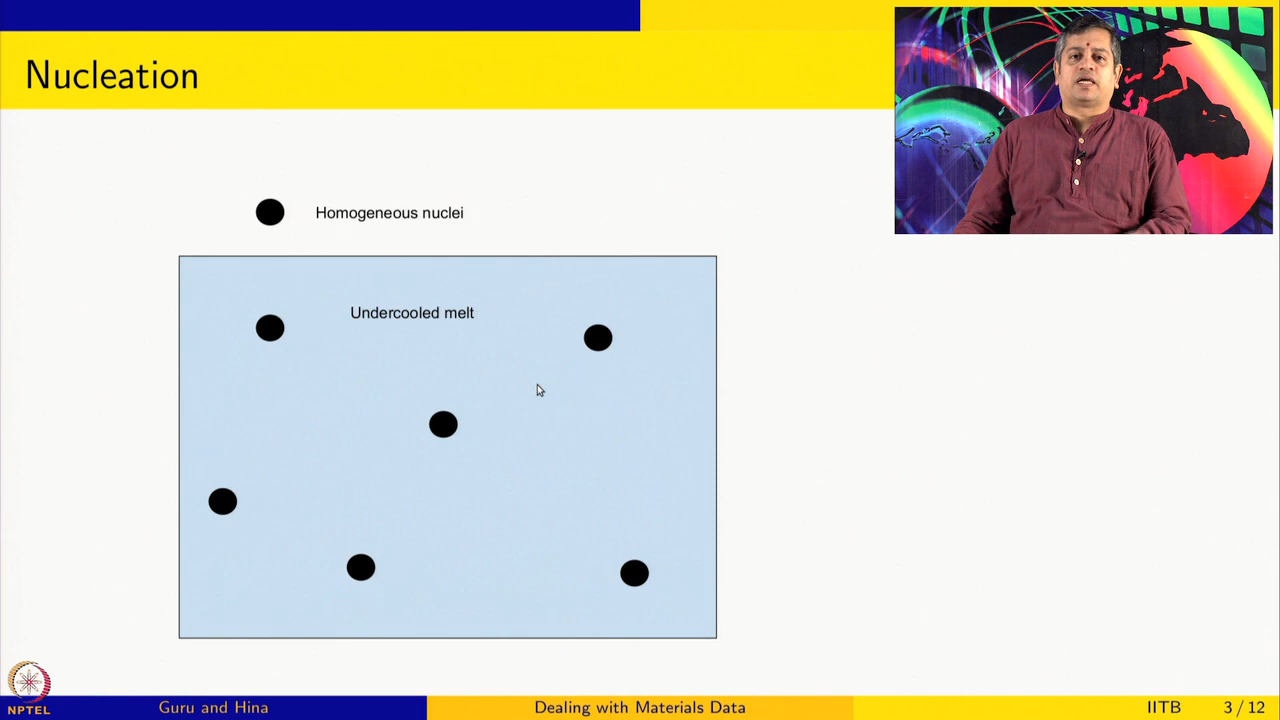 Nucleation
Homogeneous nuclei
Undercooled melt
NPTEL
Guru and Hina
Dealing with Materials Data
IITB
3 / 12